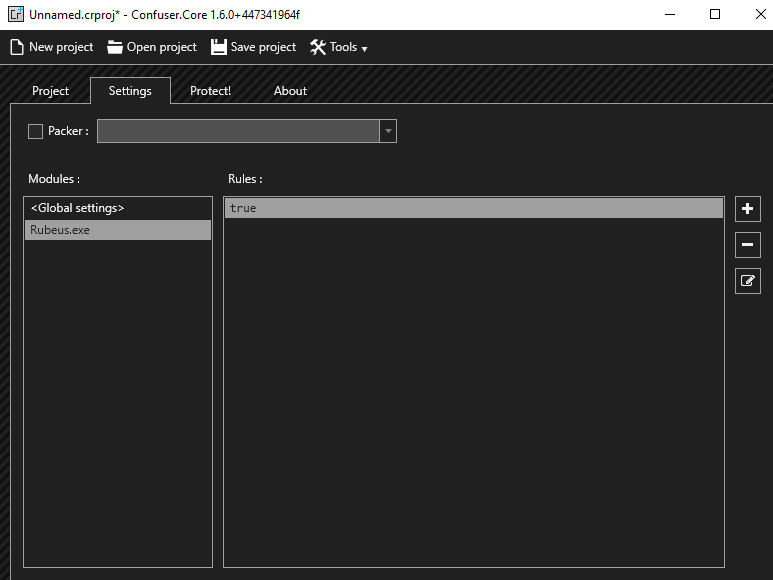 Unnamed.crproj* - Confuser.Core 1.6.0+447341964f
New project Open project Save project Tools
Project Settings Protect! About
Packer :
Modules : Rules :
<Global settings> true
Rubeus.exe